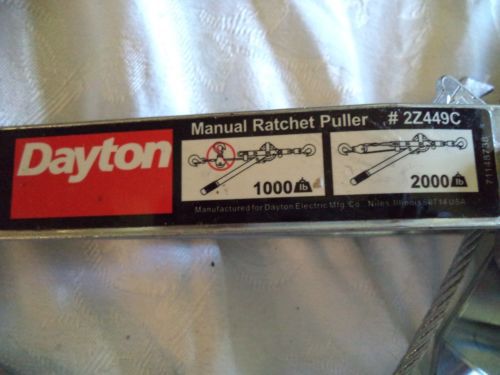 Dayton
Manual Ratchet Puller # 2Z449C
1000 lb
2000 lb
Manufactured for Dayton Electric Mfg. Co. Niles, Illinois 60714 USA